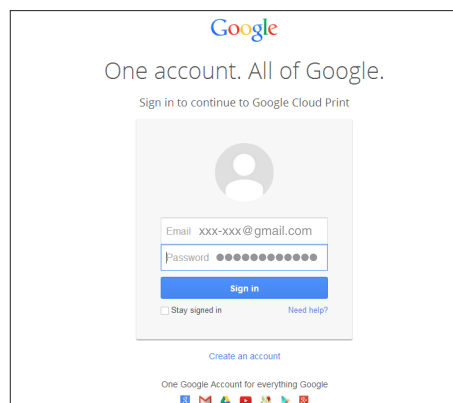 Google
One account. All of Google.
Sign in to continue to Google Cloud Print
Email xxx-xxx@gmail.com
Password ●●●●●●●●●●●●
Sign in
Stay signed in Need help?
Create an account
One Google Account for everything Google